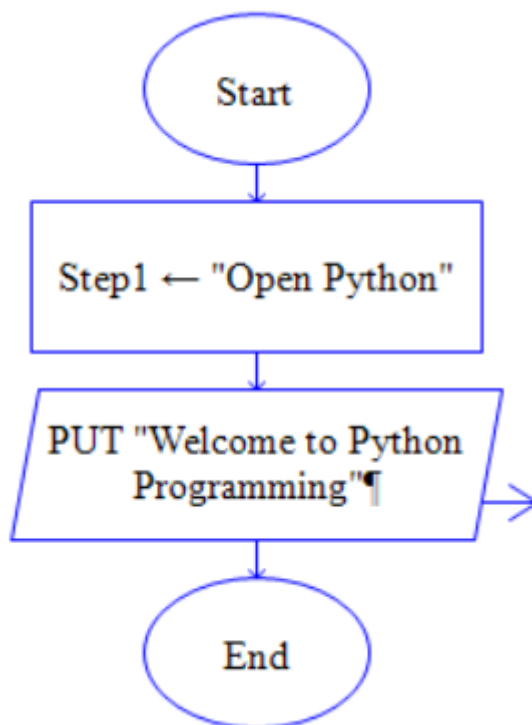 Start
Step1 ← "Open Python"
PUT "Welcome to Python
Programming"¶
End